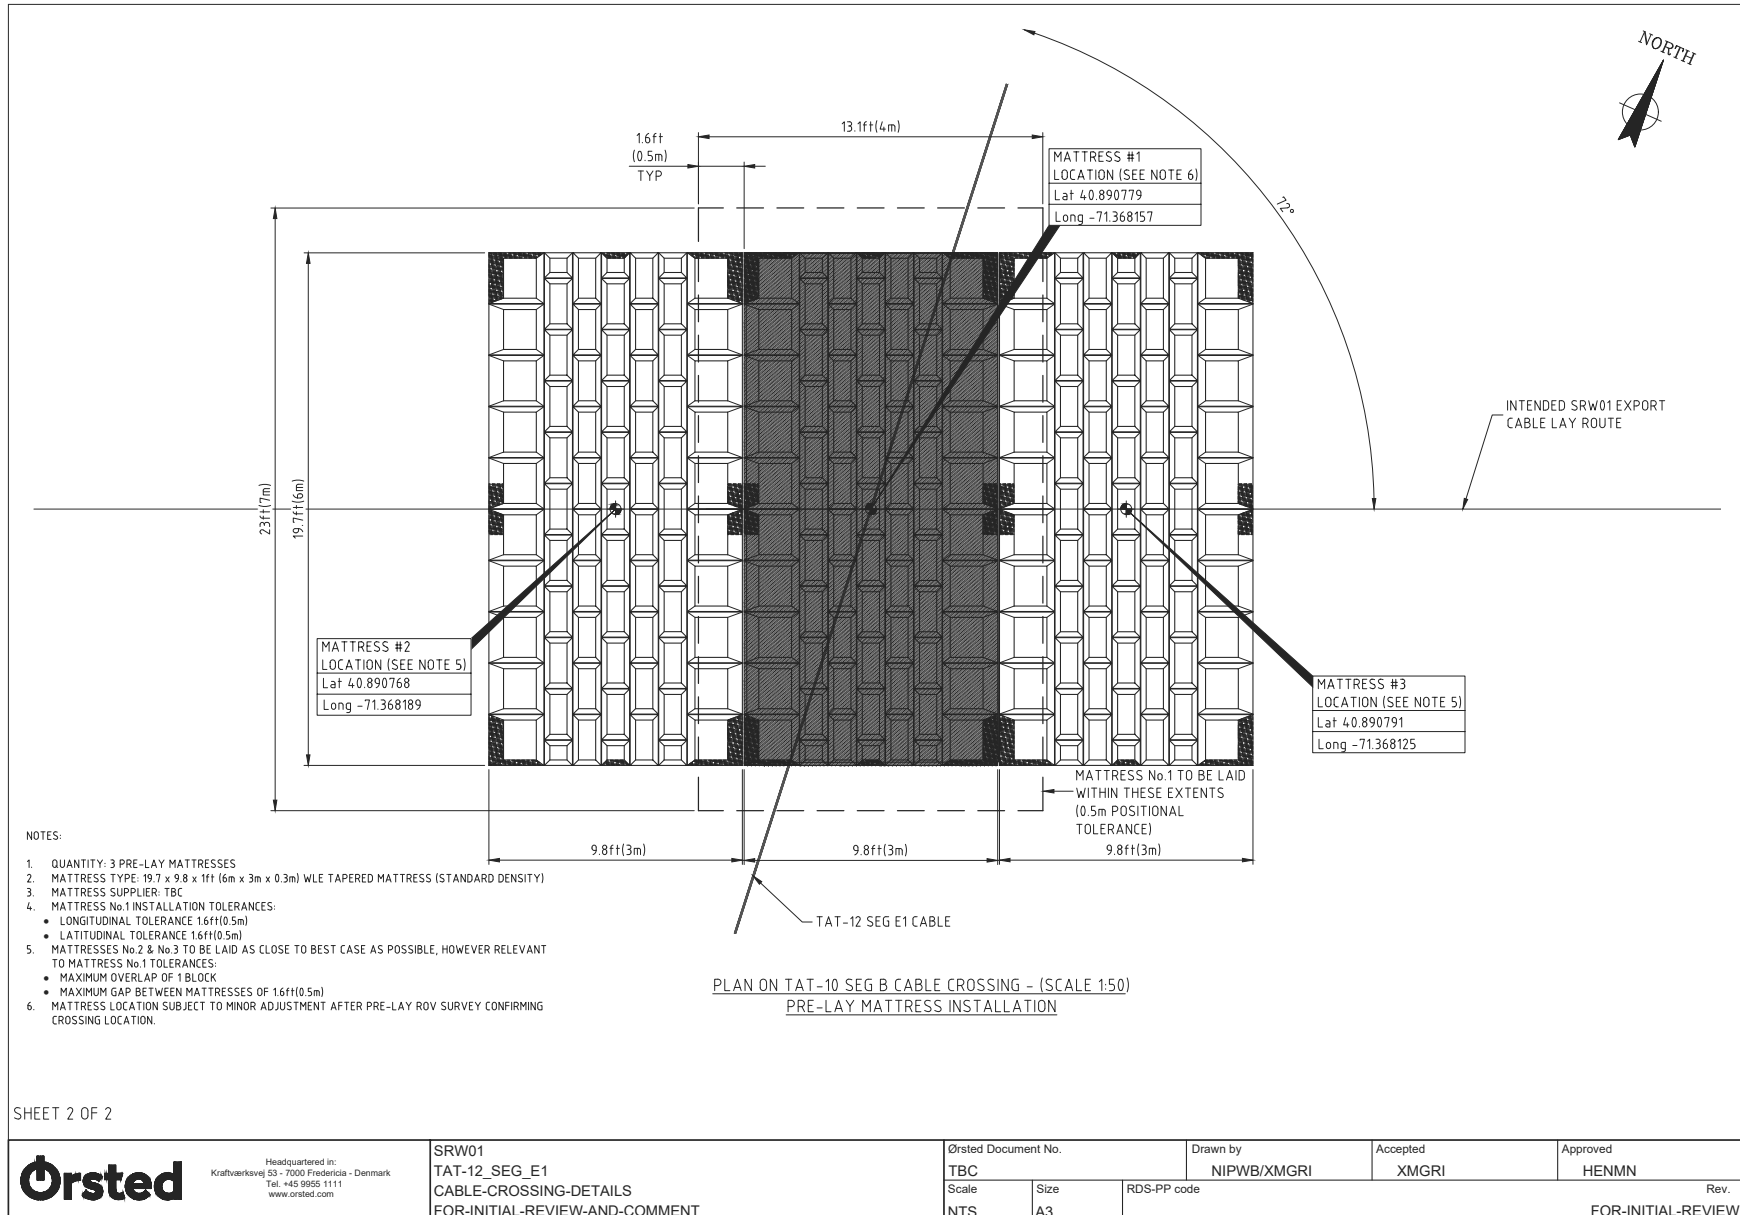 NORTH
13.1ft(4m)
1.6ft
(0.5m)
TYP
MATTRESS #1
LOCATION (SEE NOTE 6)
Lat 40.890779
Long -71.368157
72°
INTENDED SRW01 EXPORT
CABLE LAY ROUTE
23ft(7m)
19.7ft(6m)
MATTRESS #2
LOCATION (SEE NOTE 5)
Lat 40.890768
Long -71.368189
MATTRESS #3
LOCATION (SEE NOTE 5)
Lat 40.890791
Long -71.368125
MATTRESS No.1 TO BE LAID
WITHIN THESE EXTENTS
(0.5m POSITIONAL
TOLERANCE)
9.8ft(3m)
9.8ft(3m)
9.8ft(3m)
TAT-12 SEG E1 CABLE
NOTES:
1. QUANTITY: 3 PRE-LAY MATTRESSES
2. MATTRESS TYPE: 19.7 x 9.8 x 1ft (6m x 3m x 0.3m) WLE TAPERED MATTRESS (STANDARD DENSITY)
3. MATTRESS SUPPLIER: TBC
4. MATTRESS No.1 INSTALLATION TOLERANCES:
• LONGITUDINAL TOLERANCE 1.6ft(0.5m)
• LATITUDINAL TOLERANCE 1.6ft(0.5m)
5. MATTRESSES No.2 & No.3 TO BE LAID AS CLOSE TO BEST CASE AS POSSIBLE, HOWEVER RELEVANT
TO MATTRESS No.1 TOLERANCES:
• MAXIMUM OVERLAP OF 1 BLOCK
• MAXIMUM GAP BETWEEN MATTRESSES OF 1.6ft(0.5m)
6. MATTRESS LOCATION SUBJECT TO MINOR ADJUSTMENT AFTER PRE-LAY ROV SURVEY CONFIRMING
CROSSING LOCATION.
PLAN ON TAT-10 SEG B CABLE CROSSING - (SCALE 1:50)
PRE-LAY MATTRESS INSTALLATION
SHEET 2 OF 2
Ørsted
Headquartered in:
Kraftværksvej 53 - 7000 Fredericia - Denmark
Tel. +45 9955 1111
www.orsted.com
SRW01
TAT-12_SEG_E1
CABLE-CROSSING-DETAILS
FOR-INITIAL-REVIEW-AND-COMMENT
Ørsted Document No.
TBC
Drawn by
NIPWB/XMGRI
Accepted
XMGRI
Approved
HENMN
Scale
NTS
Size
A3
RDS-PP code
Rev.
FOR-INITIAL-REVIEW